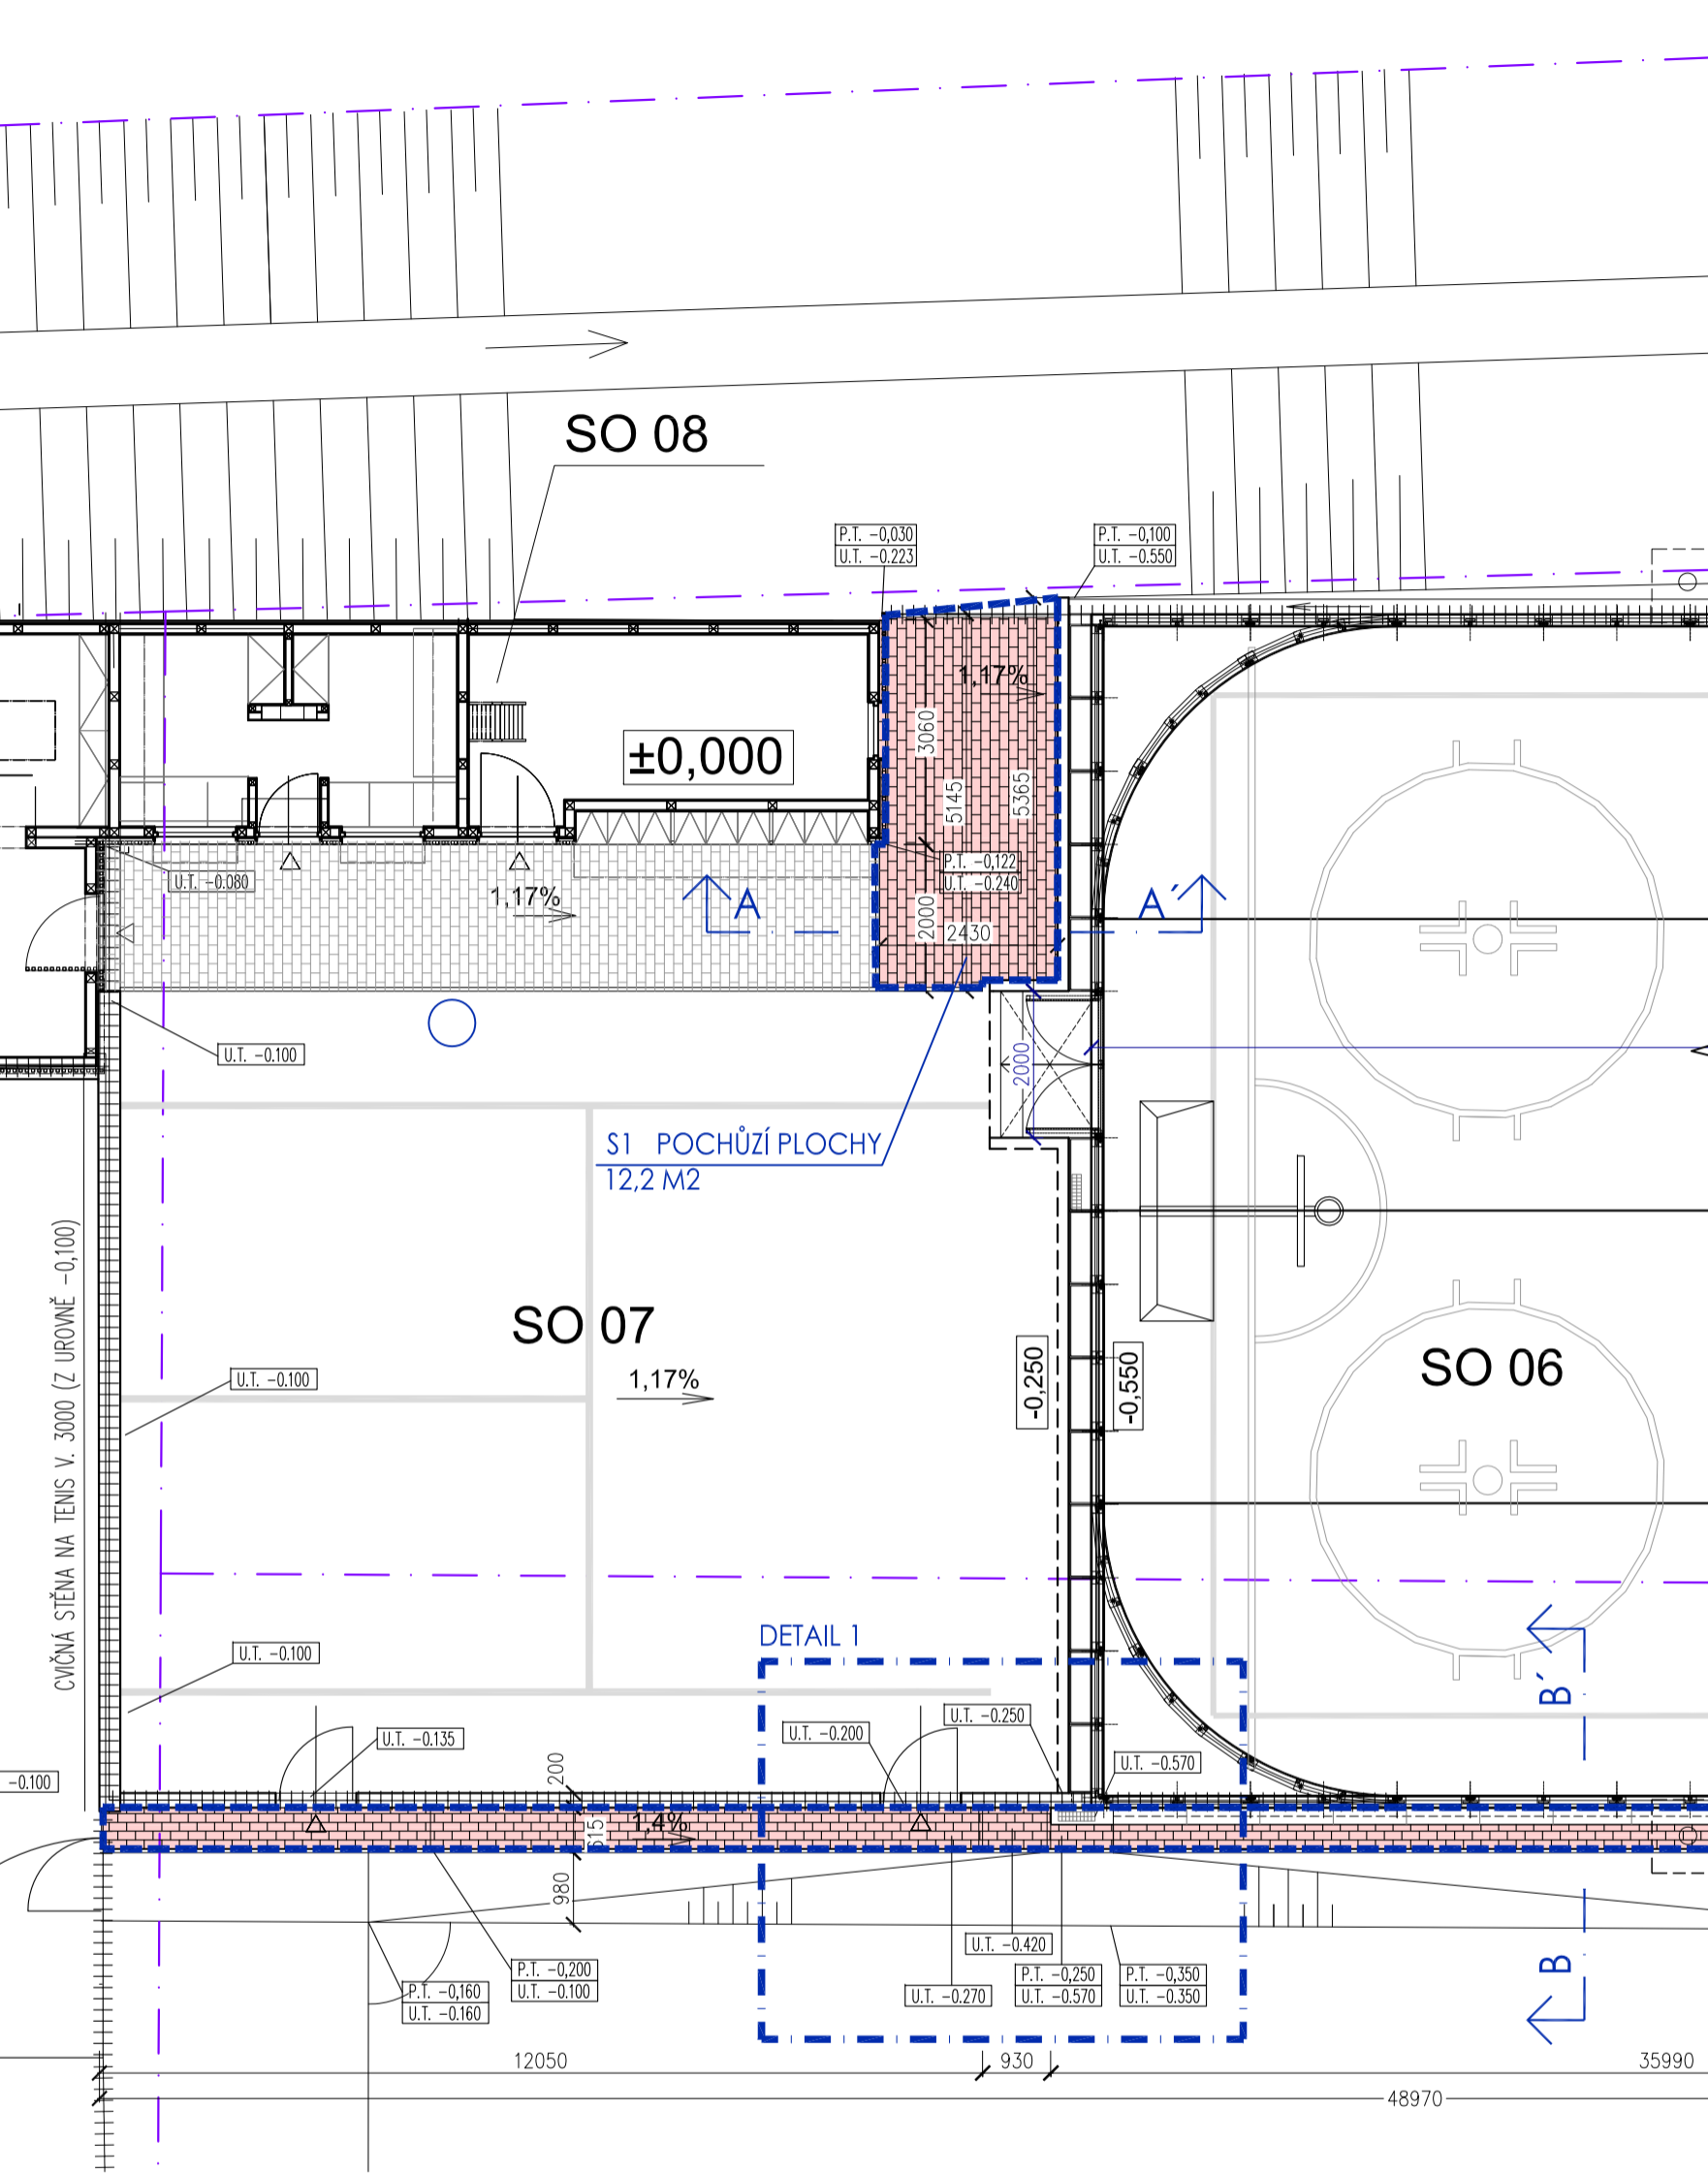 SO 08
P.T. -0,030
U.T. -0.223
P.T. -0,100
U.T. -0.550
1,17%
±0,000
3060
5145
5365
P.T. -0,122
U.T. -0.240
U.T. -0.080
1,17%
A
A´
2000
2430
U.T. -0.100
2000
S1 POCHŮZÍ PLOCHY
12,2 M2
CVIČNÁ STĚNA NA TENIS V. 3000 (Z UROVNĚ -0,100)
SO 07
1,17%
U.T. -0.100
-0,250
-0,550
SO 06
DETAIL 1
U.T. -0.100
B´
U.T. -0.135
U.T. -0.200
U.T. -0.250
U.T. -0.570
-0.100
200
615
1,4%
980
U.T. -0.420
P.T. -0,200
U.T. -0.100
P.T. -0,160
U.T. -0.160
U.T. -0.270
P.T. -0,250
U.T. -0.570
P.T. -0,350
U.T. -0.350
B
12050
930
35990
48970